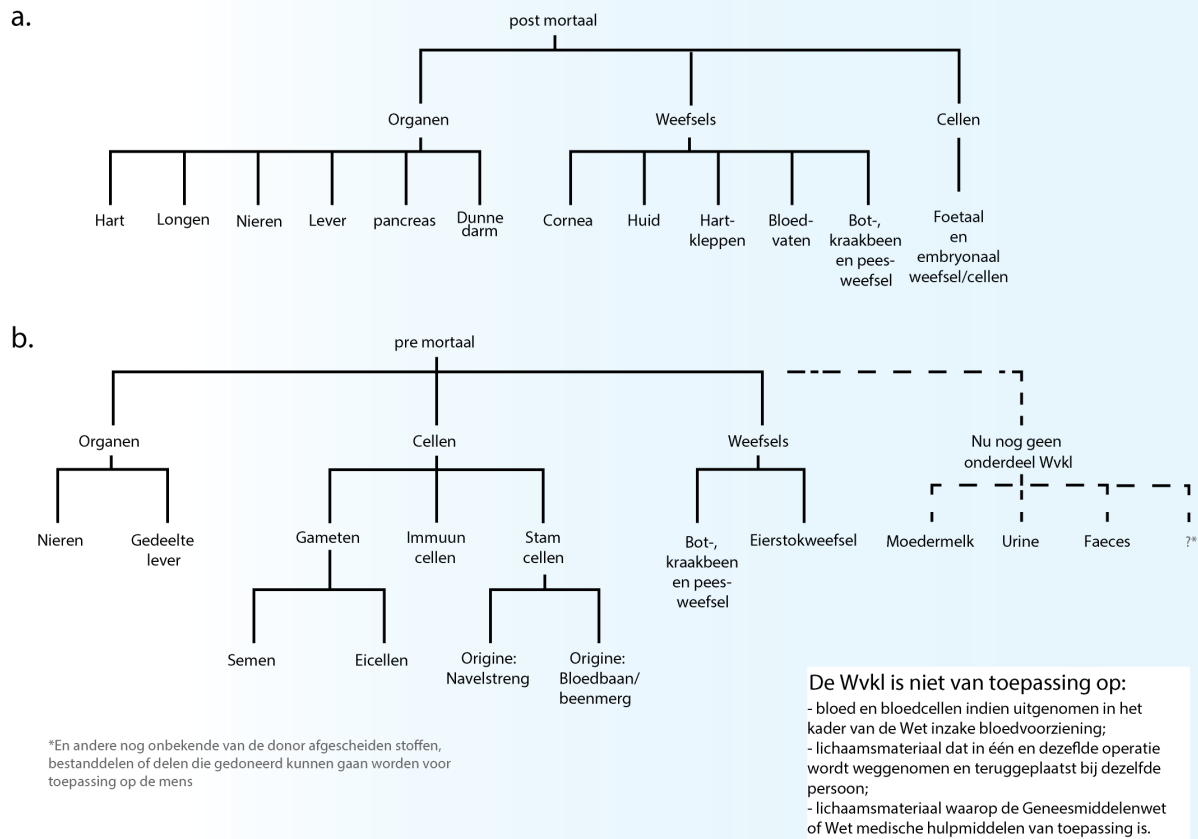 a.
post mortaal
Organen
Weefsels
Cellen
Hart
Longen
Nieren
Lever
pancreas
Dunne
darm
Cornea
Huid
Hart-
kleppen
Bloed-
vaten
Bot-,
kraakbeen
en pees-
weefsel
Foetaal
en
embryonaal
weefsel/cellen
b.
pre mortaal
Organen
Cellen
Weefsels
Nu nog geen
onderdeel Wvkl
Nieren
Gedeelte
lever
Gameten
Immuun
cellen
Stam
cellen
Bot-,
kraakbeen
en pees-
weefsel
Eierstokweefsel
Moedermelk
Urine
Faeces
?*
Semen
Eicellen
Origine:
Navelstreng
Origine:
Bloedbaan/
beenmerg
*En andere nog onbekende van de donor afgescheiden stoffen,
bestanddelen of delen die gedoneerd kunnen gaan worden voor
toepassing op de mens
De Wvkl is niet van toepassing op:
- bloed en bloedcellen indien uitgenomen in het
kader van de Wet inzake bloedvoorziening;
- lichaamsmateriaal dat in één en dezeflde operatie
wordt weggenomen en teruggeplaatst bij dezelfde
persoon;
- lichaamsmateriaal waarop de Geneesmiddelenwet
of Wet medische hulpmiddelen van toepassing is.